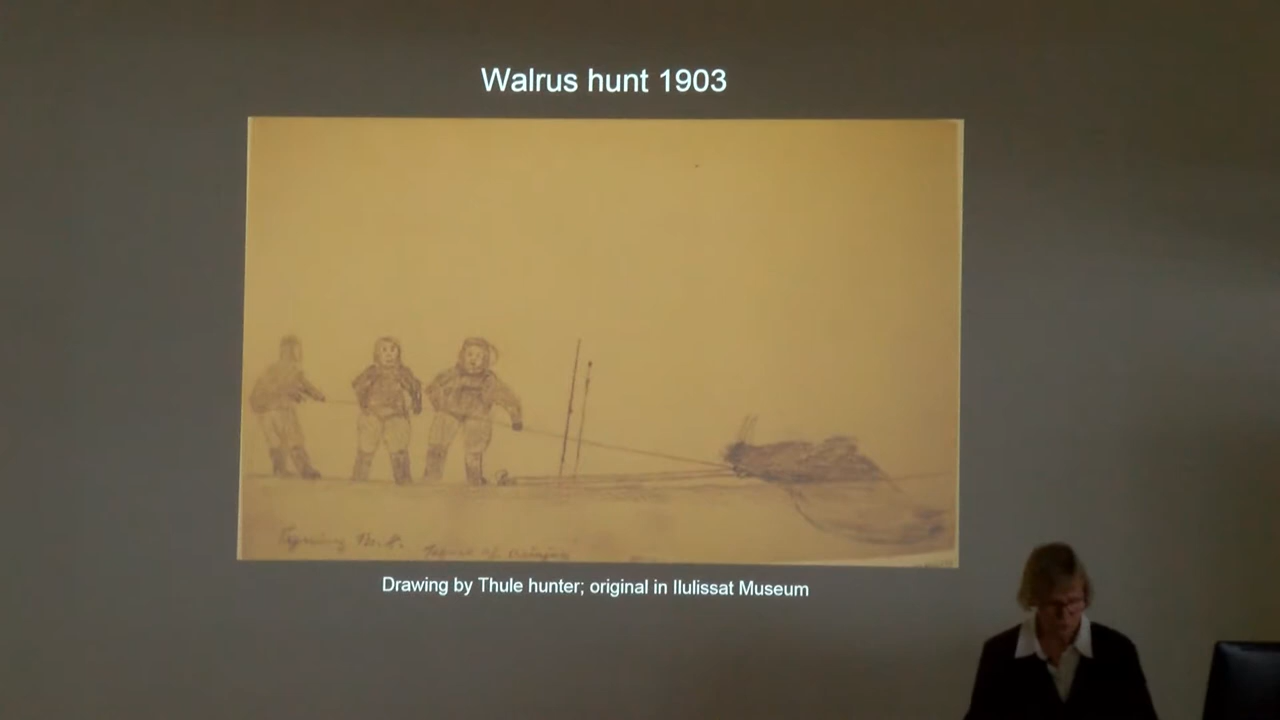 Walrus hunt 1903
Drawing by Thule hunter; original in Ilulissat Museum